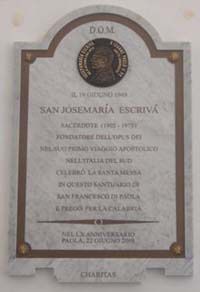 D.O.M.
IL 19 GIUGNO 1948
SAN JOSEMARÍA ESCRIVÁ
SACERDOTE (1902 - 1975)
FONDATORE DELL'OPUS DEI
NEL SUO PRIMO VIAGGIO APOSTOLICO
NELL'ITALIA DEL SUD
CELEBRÒ LA SANTA MESSA
IN QUESTO SANTUARIO DI
SAN FRANCESCO DI PAOLA
E PREGÒ PER LA CALABRIA
NEL LX ANNIVERSARIO
PAOLA, 22 GIUGNO 2008
CHARITAS